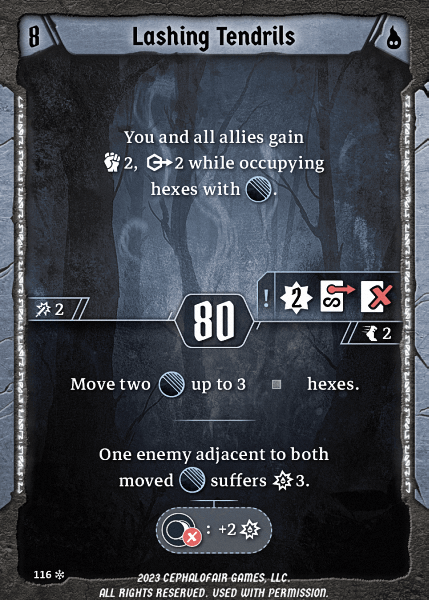 8
Lashing Tendrils
You and all allies gain
2, 2 while occupying
hexes with .
2
2
S
80
2
Move two up to 3 hexes.
One enemy adjacent to both
moved suffers 3.
: +2
116
2023 CEPHALOFAIR GAMES, LLC.
ALL RIGHTS RESERVED. USED WITH PERMISSION.